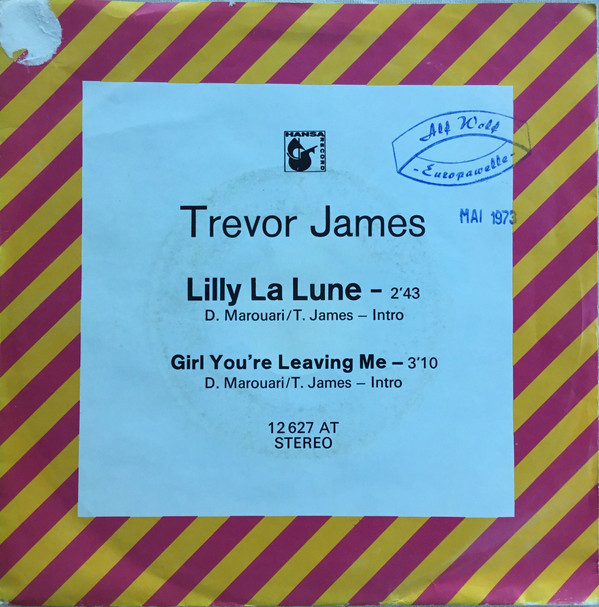 HANSA
RECORD
Alf Wolf
-Europawelle-
MAI 1973
Trevor James
Lilly La Lune – 2'43
D. Marouari/T. James – Intro
Girl You're Leaving Me – 3'10
D. Marouari/T. James – Intro
12 627 AT
STEREO